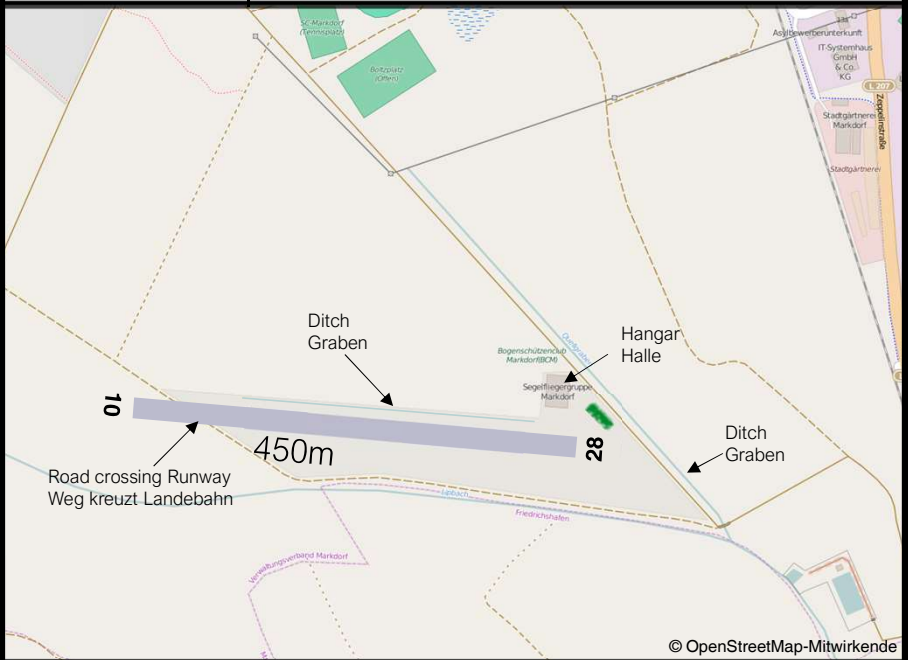 SC-Markdorf
(Tennisplatz)
Bolzplatz
(Offen)
134
Asylbewerberunterkunft
IT-Systemhaus
GmbH
& Co.
KG
L 207
Zeppelinstraße
Stadtgärtnerei
Markdorf
Stadtgärtnerei
Ditch
Graben
Hangar
Halle
Quellgraben
Bogenschützenclub
Markdorf(BCM)
Segelfliegergruppe
Markdorf
10
28
450m
Ditch
Graben
Road crossing Runway
Weg kreuzt Landebahn
Lipbach
Friedrichshafen
Verwaltungsverband Markdorf
© OpenStreetMap-Mitwirkende